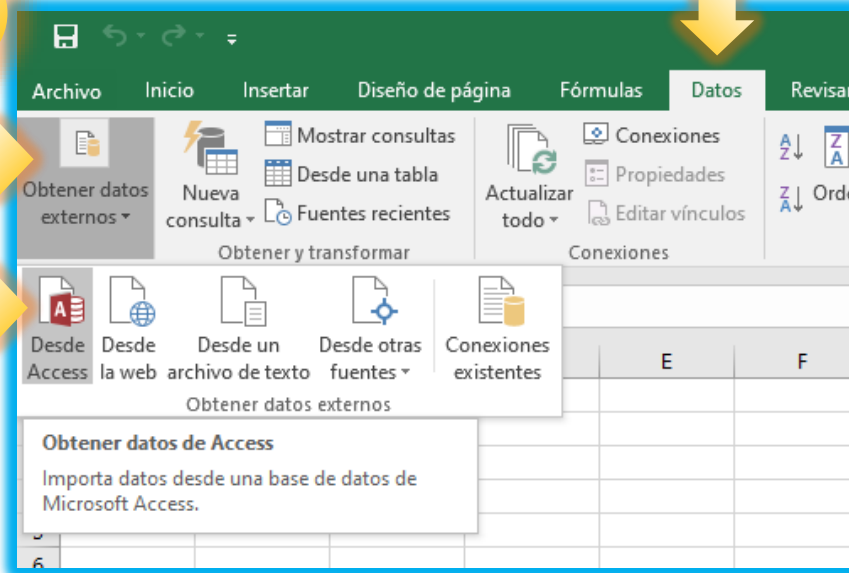 Archivo Inicio Insertar Diseño de página Fórmulas Datos Revisar
Obtener datos
externos
Nueva
consulta
Mostrar consultas
Desde una tabla
Fuentes recientes
Obtener y transformar
Actualizar
todo
Conexiones
Propiedades
Editar vínculos
Conexiones
A
Z
Z
A
Z
A
Desde
Access
Desde
la web
Desde un
archivo de texto
Desde otras
fuentes
Conexiones
existentes
Obtener datos externos
E F
Obtener datos de Access
Importa datos desde una base de datos de
Microsoft Access.
6